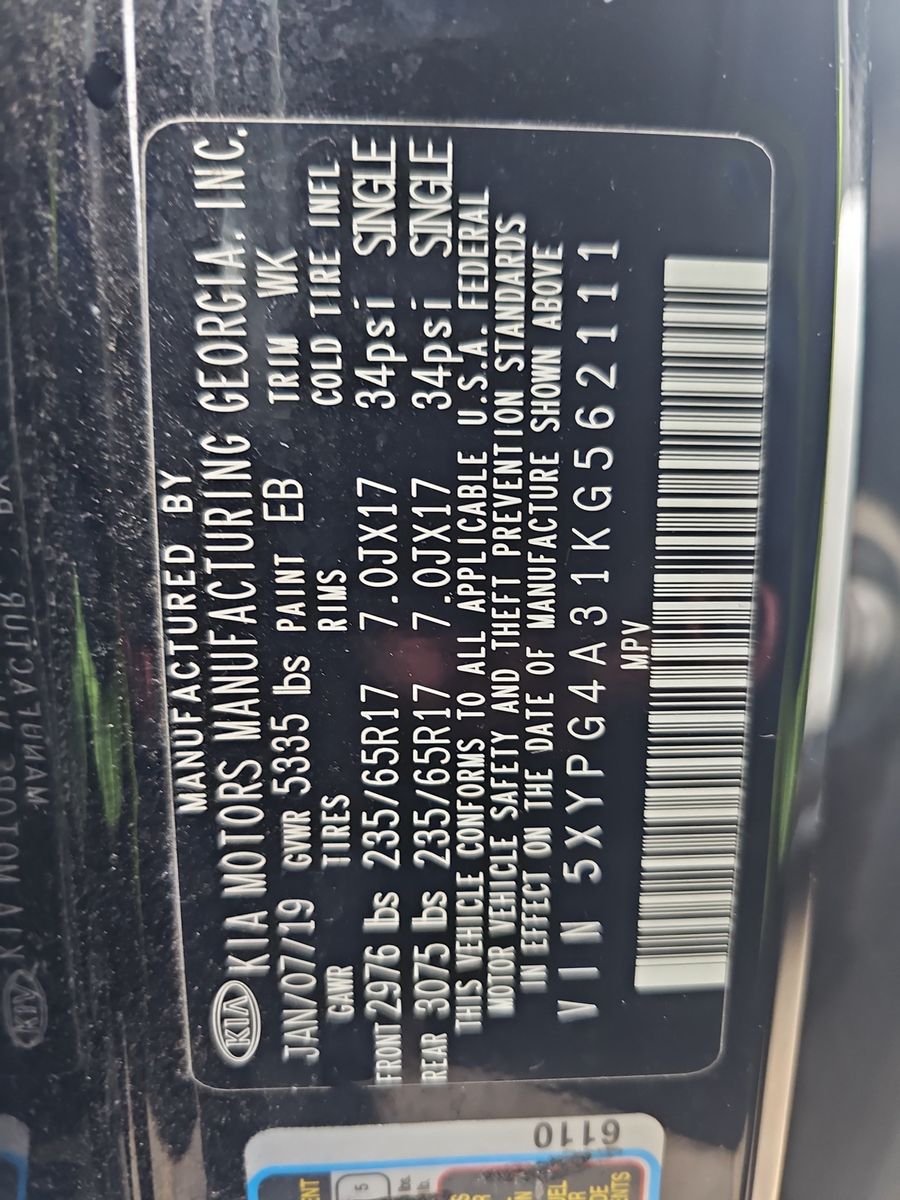 MANUFACTURED BY
KIA KIA MOTORS MANUFACTURING GEORGIA. INC.
JAN/07/19 GVWR 5335 lbs PAINT EB TRIM WK
GAWR TIRES RIMS COLD TIRE INFL
FRONT 2976 lbs 235/65R17 7.0JX17 34psi SINGLE
REAR 3075 lbs 235/65R17 7.0JX17 34psi SINGLE
THIS VEHICLE CONFORMS TO ALL APPLICABLE U.S.A. FEDERAL
MOTOR VEHICLE SAFETY AND THEFT PREVENTION STANDARDS
IN EFFECT ON THE DATE OF MANUFACTURE SHOWN ABOVE
VIN 5XYPG4A31KG562111
MPV
6110